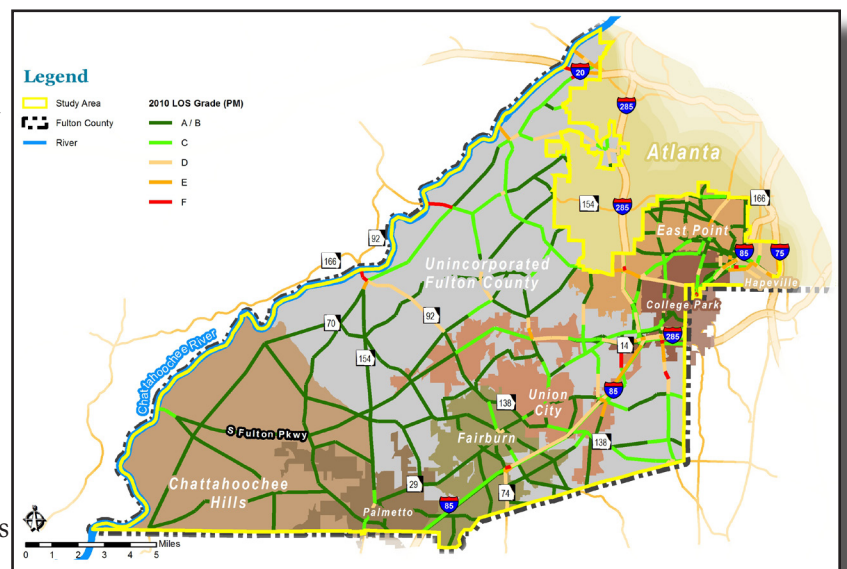 Legend
Study Area
Fulton County
River
2010 LOS Grade (PM)
A / B
C
D
E
F
20
285
Atlanta
154
285
166
East Point
85
75
Hapeville
College Park
92
166
Unincorporated
Fulton County
70
92
154
14
285
Chattahoochee River
138
Union
City
85
S Fulton Pkwy
Fairburn
138
Chattahoochee
Hills
29
74
85
Palmetto
s
Miles
0 1 2 3 4 5